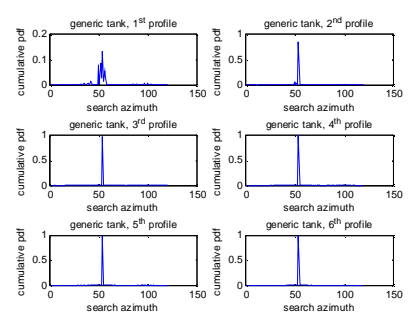 generic tank, 1st profile
0.2
0.1
0
cumulative pdf
0 50 100 150
search azimuth
generic tank, 2nd profile
1
0.5
0
cumulative pdf
0 50 100 150
search azimuth
generic tank, 3rd profile
1
0.5
0
cumulative pdf
0 50 100 150
search azimuth
generic tank, 4th profile
1
0.5
0
cumulative pdf
0 50 100 150
search azimuth
generic tank, 5th profile
1
0.5
0
cumulative pdf
0 50 100 150
search azimuth
generic tank, 6th profile
1
0.5
0
cumulative pdf
0 50 100 150
search azimuth